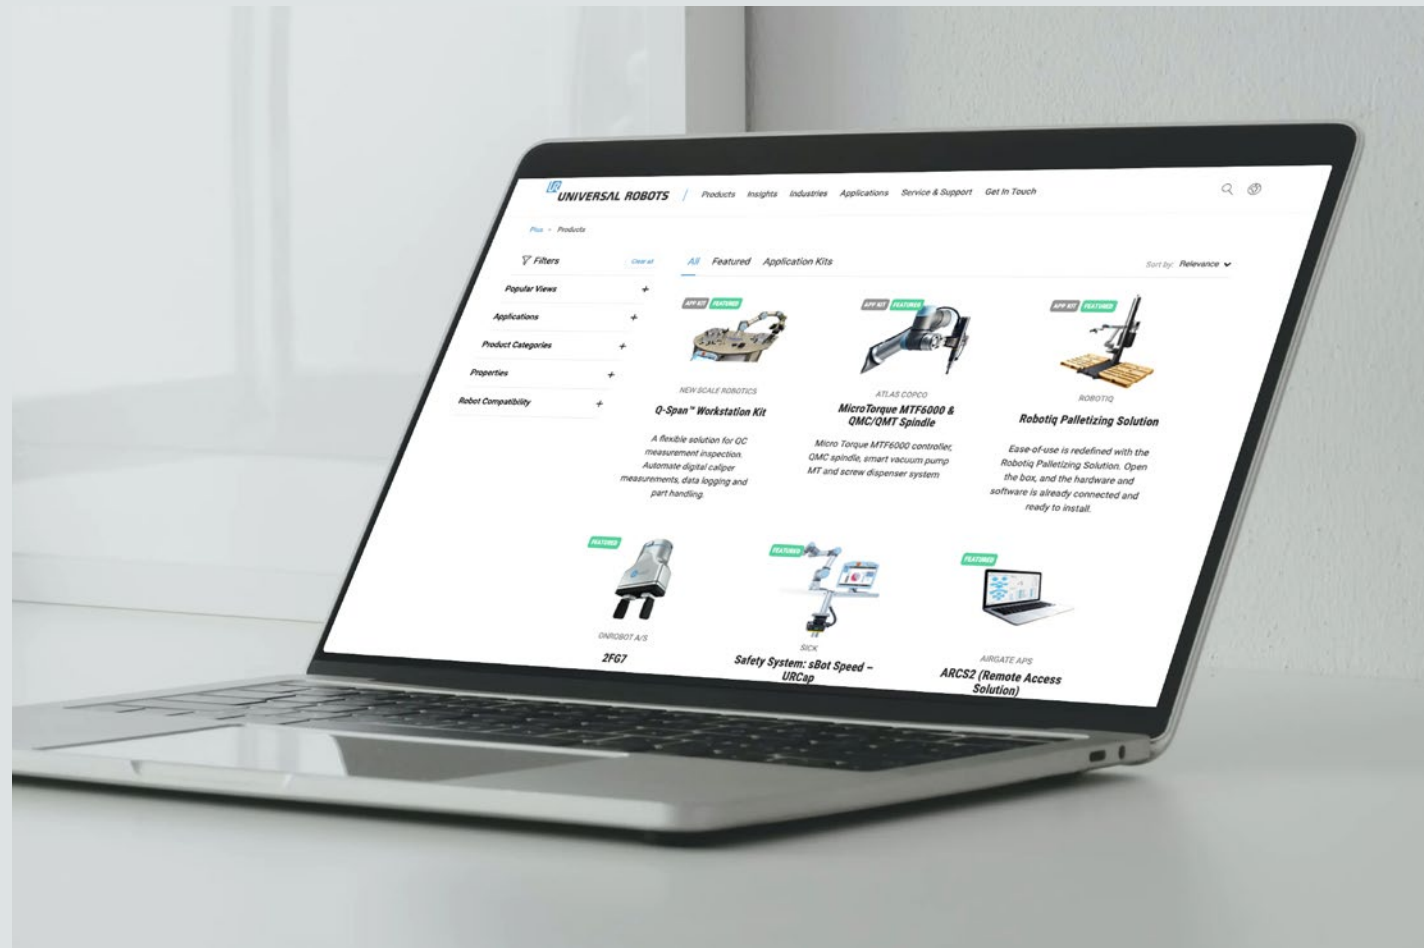 UR
UNIVERSAL ROBOTS
Products Insights Industries Applications Service & Support Get In Touch
Plus - Products
Filters
Clear all
Popular Views +
Applications +
Product Categories +
Properties +
Robot Compatibility +
All Featured Application Kits
Sort by: Relevance
APP KIT FEATURED
NEW SCALE ROBOTICS
Q-Span™ Workstation Kit
A flexible solution for QC
measurement inspection.
Automate digital caliper
measurements, data logging and
part handling.
APP KIT FEATURED
ATLAS COPCO
MicroTorque MTF6000 &
QMC/QMT Spindle
Micro Torque MTF6000 controller,
QMC spindle, smart vacuum pump
MT and screw dispenser system
APP KIT FEATURED
ROBOTIQ
Robotiq Palletizing Solution
Ease-of-use is redefined with the
Robotiq Palletizing Solution. Open
the box, and the hardware and
software is already connected and
ready to install.
FEATURED
ONROBOT A/S
2FG7
FEATURED
SICK
Safety System: sBot Speed –
URCap
FEATURED
AIRGATE APS
ARCS2 (Remote Access
Solution)